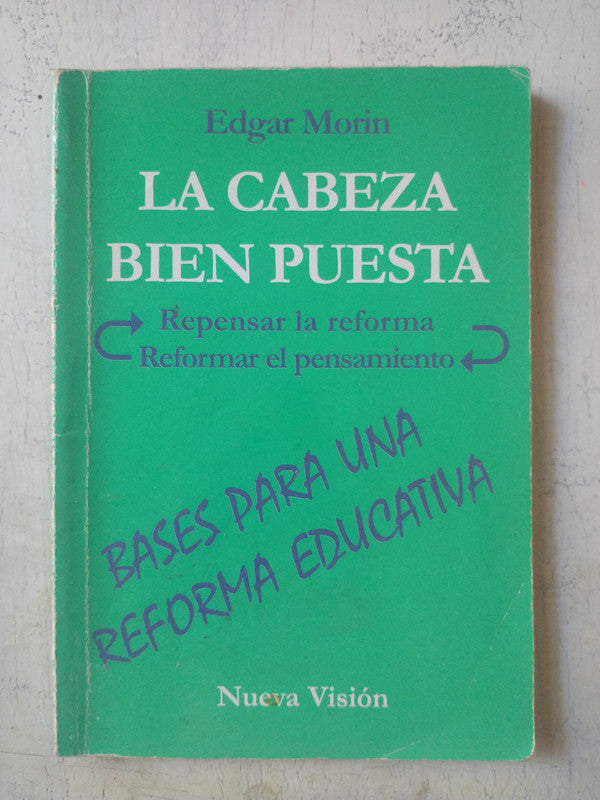 Edgar Morin
LA CABEZA
BIEN PUESTA
Repensar la reforma
Reformar el pensamiento
BASES PARA UNA
REFORMA EDUCATIVA
Nueva Visión